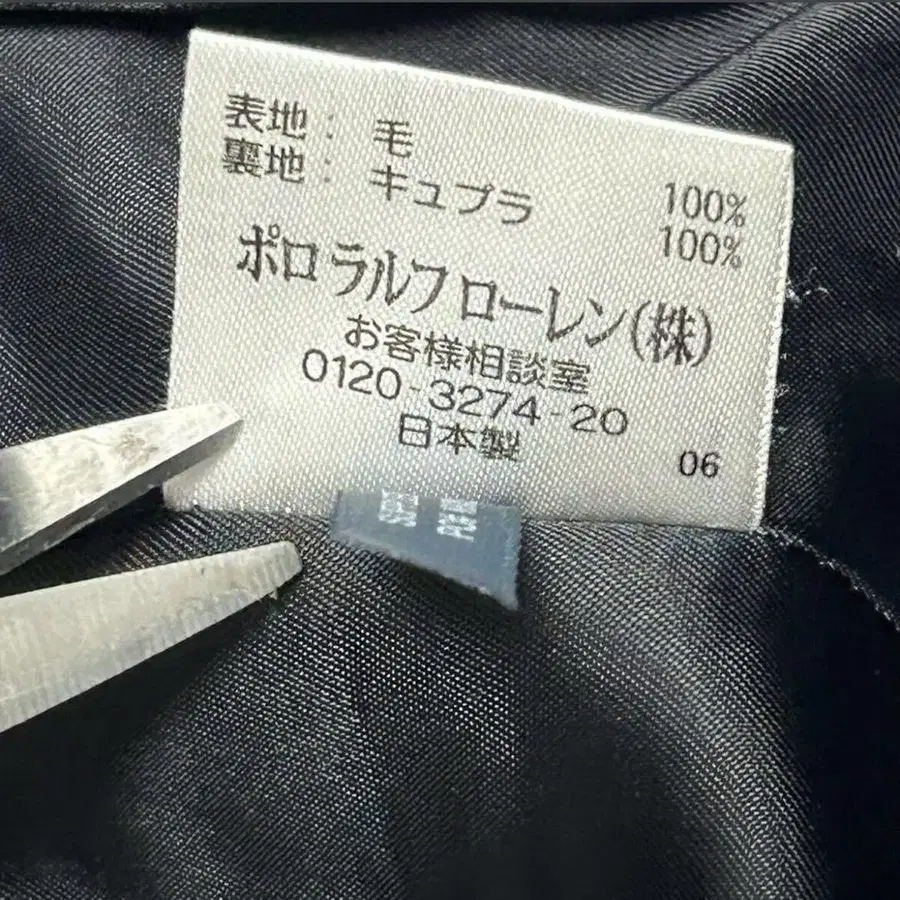 表地： 毛 100%
裏地： キュプラ 100%
ポロ ラルフ ローレン(株)
お客様相談室
0120-3274-20
日本製
06